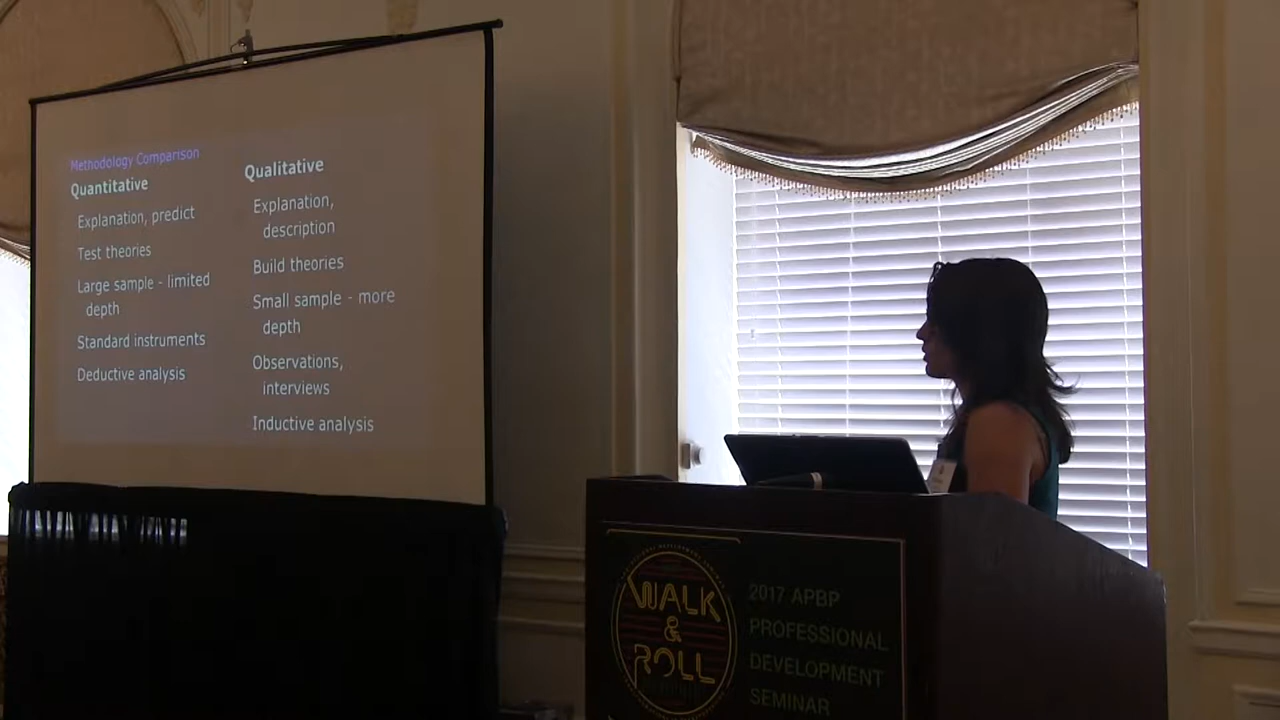 Methodology Comparison
Quantitative
Explanation, predict
Test theories
Large sample - limited
depth
Standard instruments
Deductive analysis
Qualitative
Explanation,
description
Build theories
Small sample - more
depth
Observations,
interviews
Inductive analysis
WALK
&
ROLL
2017 APBP
PROFESSIONAL
DEVELOPMENT
SEMINAR